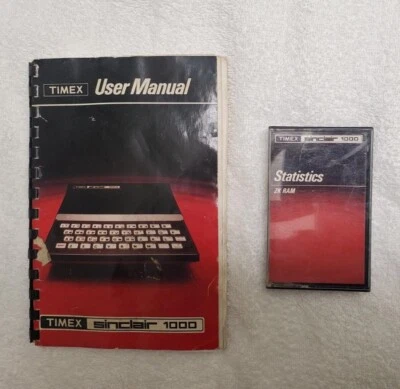 TIMEX User Manual
TIMEX sinclair 1000
TIMEX sinclair 1000
Statistics
2K RAM